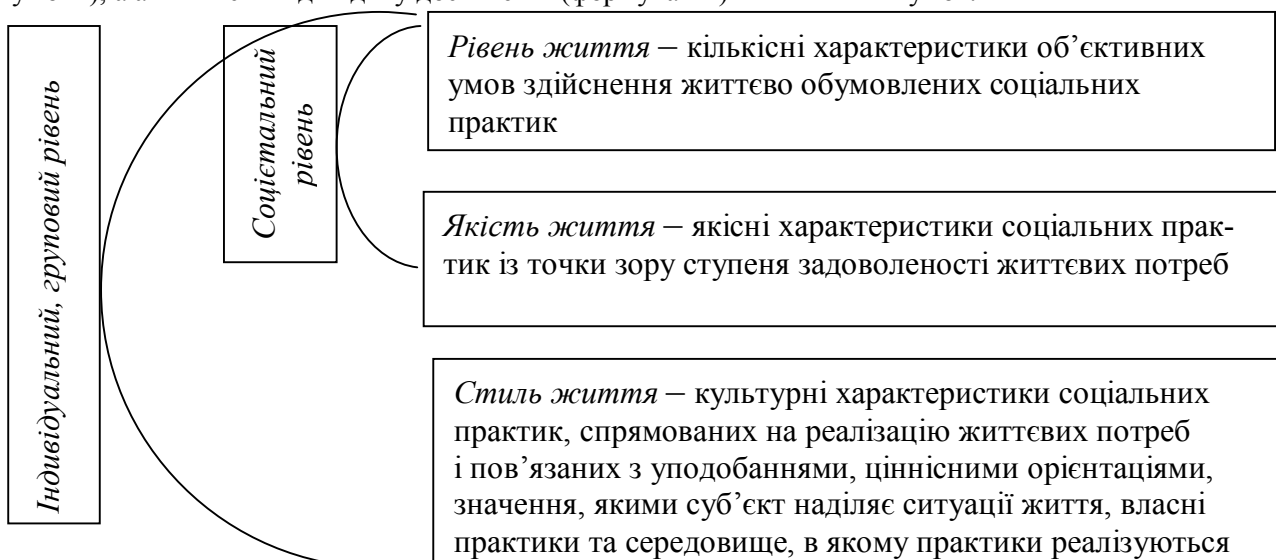 Індивідуальний, груповий рівень
Соцієтальний
рівень
Рівень життя – кількісні характеристики об’єктивних
умов здійснення життєво обумовлених соціальних
практик
Якість життя – якісні характеристики соціальних прак-
тик із точки зору ступеня задоволеності життєвих потреб
Стиль життя – культурні характеристики соціальних
практик, спрямованих на реалізацію життєвих потреб
і пов’язаних з уподобаннями, ціннісними орієнтаціями,
значення, якими суб’єкт наділяє ситуації життя, власні
практики та середовище, в якому практики реалізуються